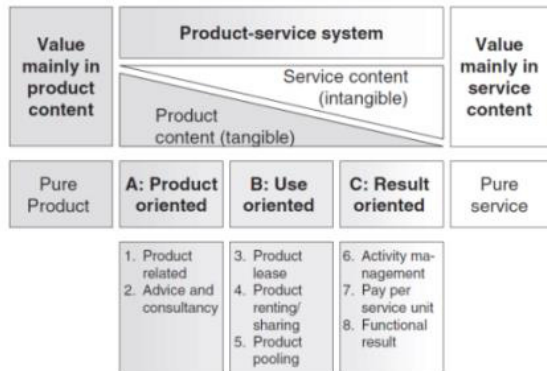 Value
mainly in
product
content
Product-service system
Service content
(intangible)
Product
content (tangible)
Value
mainly in
service
content
Pure
Product
A: Product
oriented
B: Use
oriented
C: Result
oriented
Pure
service
1. Product
related
2. Advice and
consultancy
3. Product
lease
4. Product
renting/
sharing
5. Product
pooling
6. Activity ma-
nagement
7. Pay per
service unit
8. Functional
result